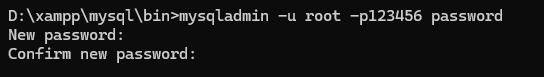 D:\xampp\mysql\bin>mysqladmin -u root -p123456 password
New password:
Confirm new password: